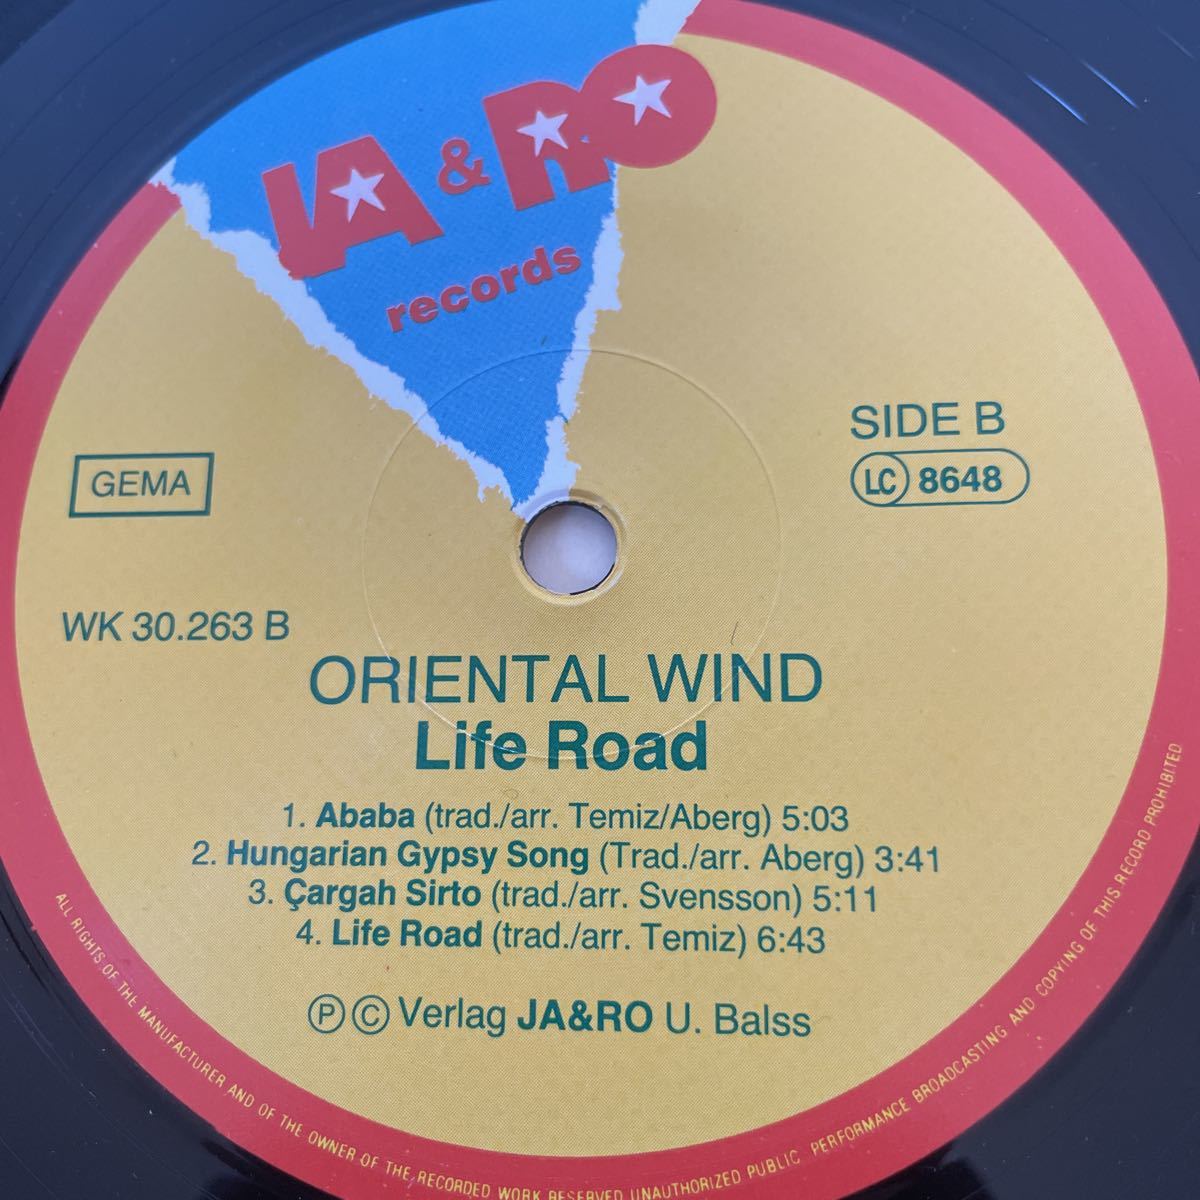 JA & RO
records
SIDE B
LC 8648
GEMA
WK 30.263 B
ORIENTAL WIND
Life Road
1. Ababa (trad./arr. Temiz/Aberg) 5:03
2. Hungarian Gypsy Song (Trad./arr. Aberg) 3:41
3. Çargah Sirto (trad./arr. Svensson) 5:11
4. Life Road (trad./arr. Temiz) 6:43
Ⓟ © Verlag JA&RO U. Balss
ALL RIGHTS OF THE MANUFACTURER AND OF THE OWNER OF THE RECORDED WORK RESERVED UNAUTHORIZED PUBLIC PERFORMANCE BROADCASTING AND COPYING OF THIS RECORD PROHIBITED